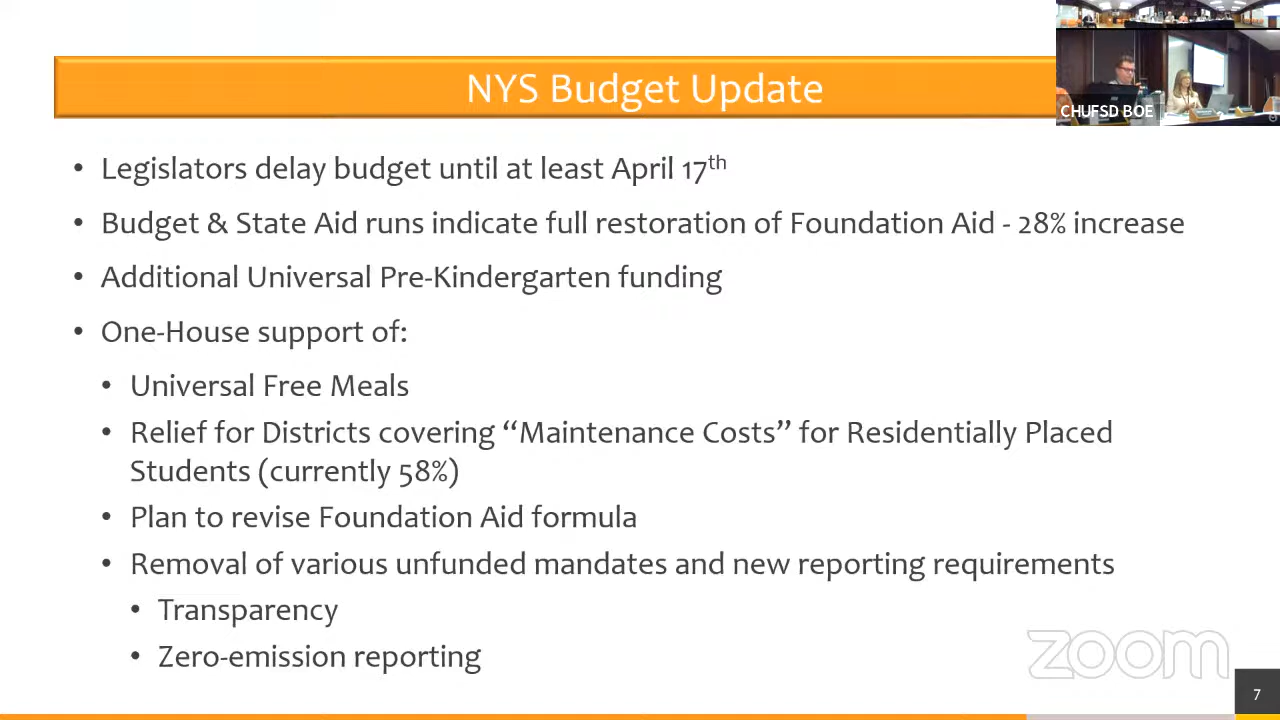 NYS Budget Update
CHUFSD BOE
• Legislators delay budget until at least April 17th
• Budget & State Aid runs indicate full restoration of Foundation Aid - 28% increase
• Additional Universal Pre-Kindergarten funding
• One-House support of:
• Universal Free Meals
• Relief for Districts covering “Maintenance Costs” for Residentially Placed
Students (currently 58%)
• Plan to revise Foundation Aid formula
• Removal of various unfunded mandates and new reporting requirements
• Transparency
• Zero-emission reporting
zoom
7